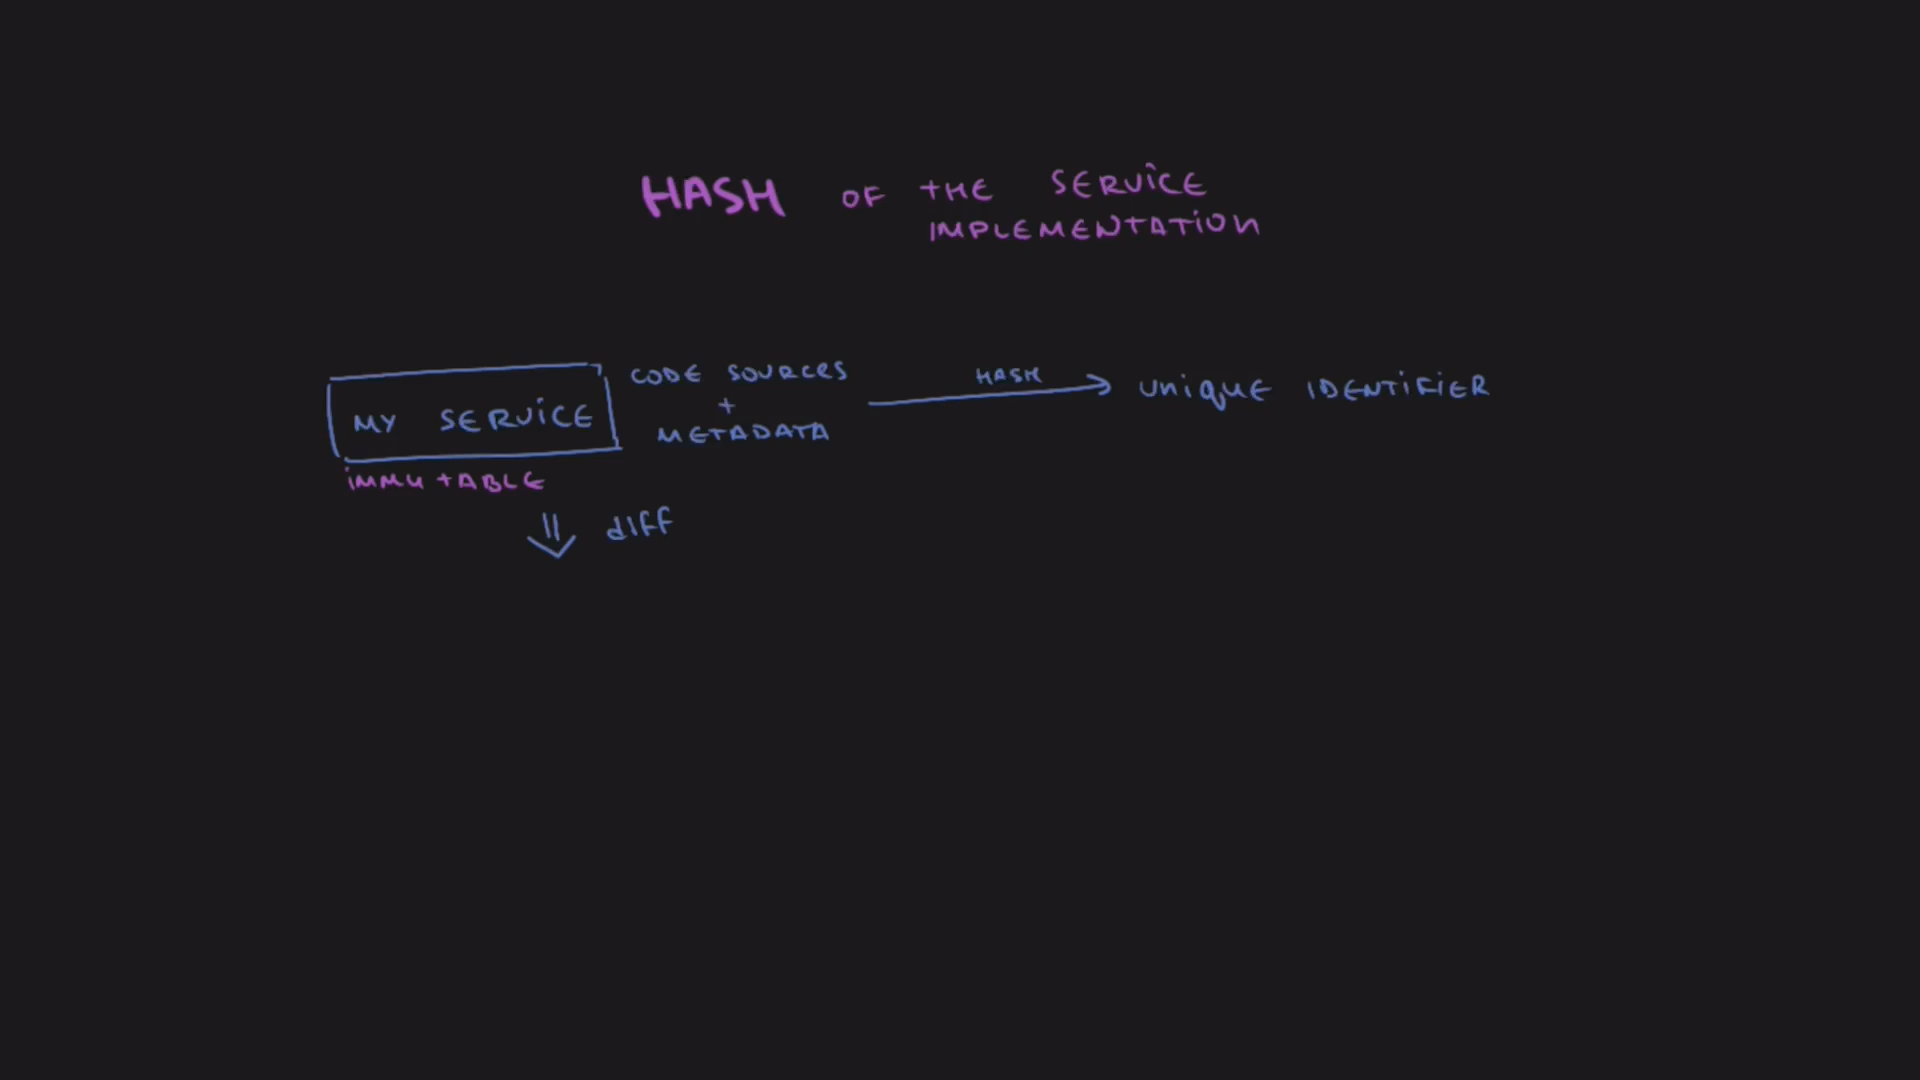 HASH OF THE SERVICE
IMPLEMENTATION
MY SERVICE
CODE SOURCES
+
METADATA
HASH
UNIQUE IDENTIFIER
IMMUTABLE
diff